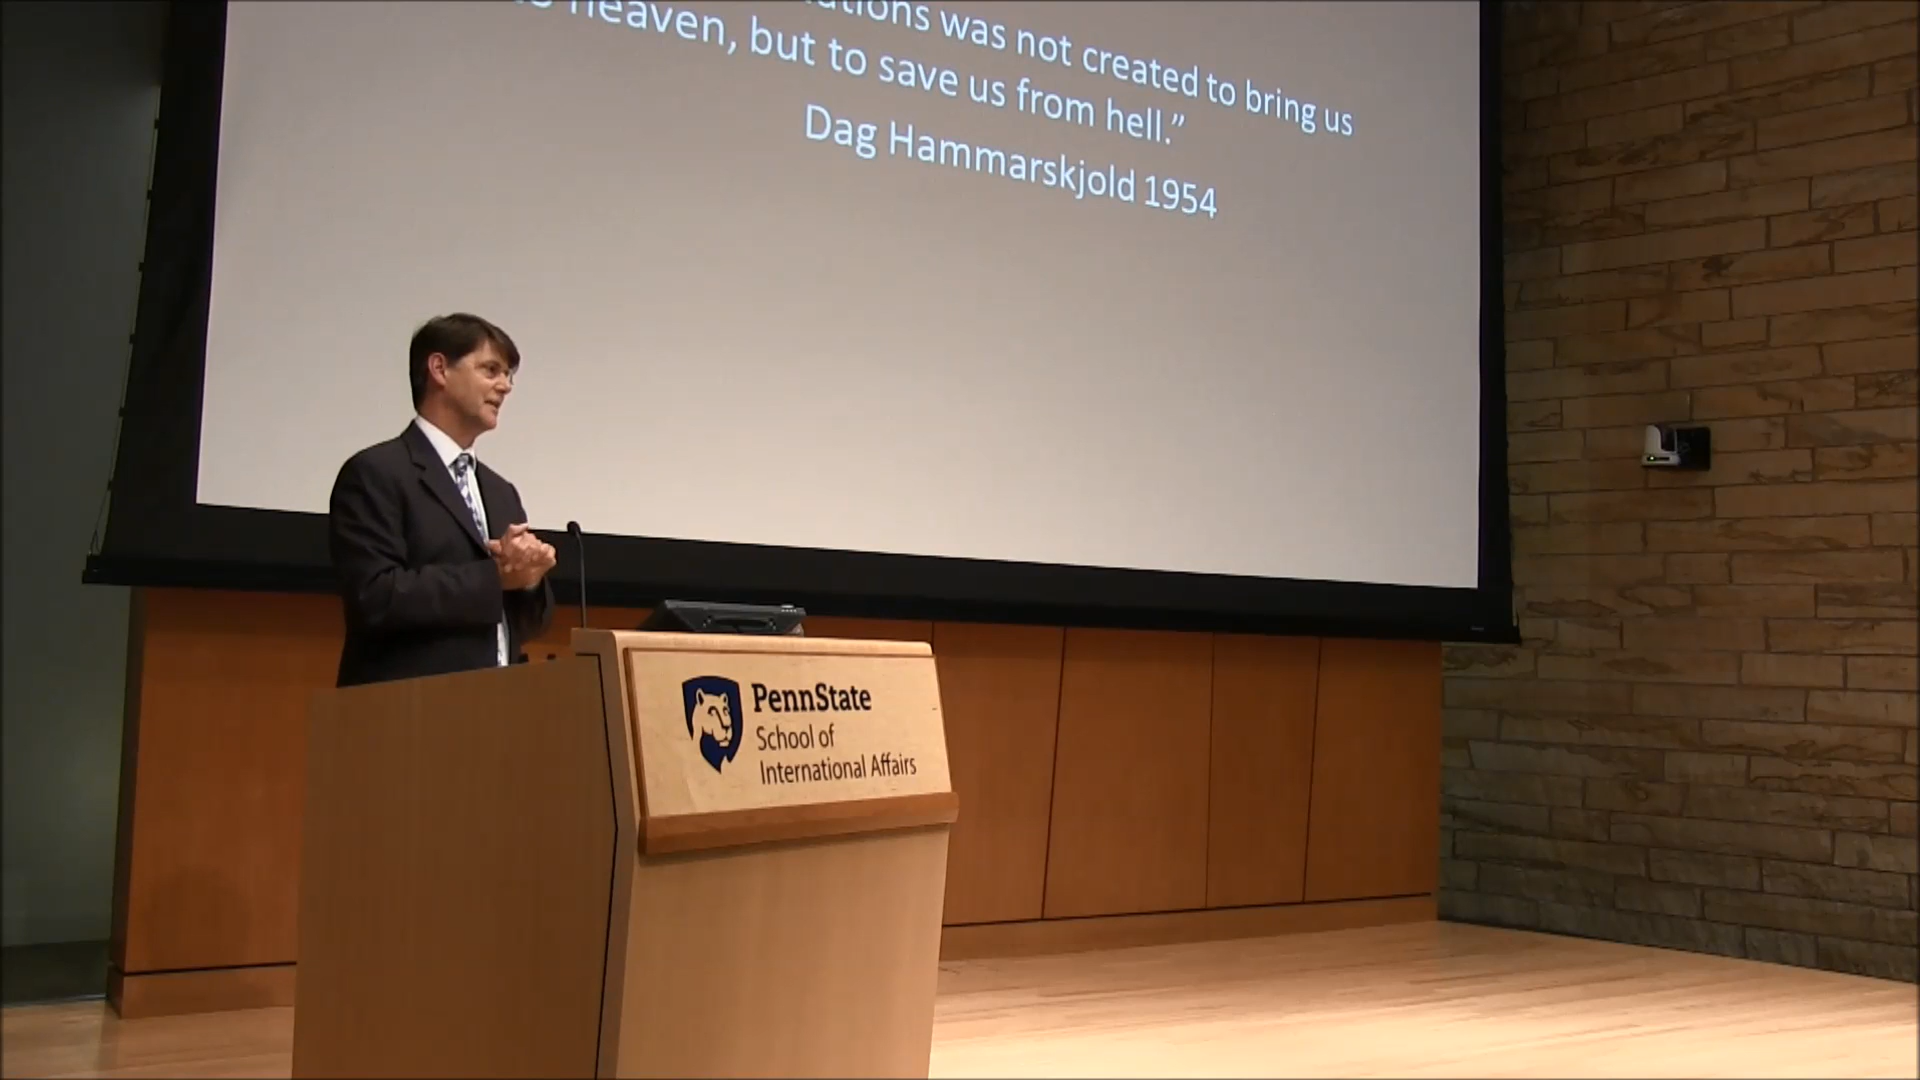 was not created to bring us
heaven, but to save us from hell.”
Dag Hammarskjold 1954
PennState
School of
International Affairs